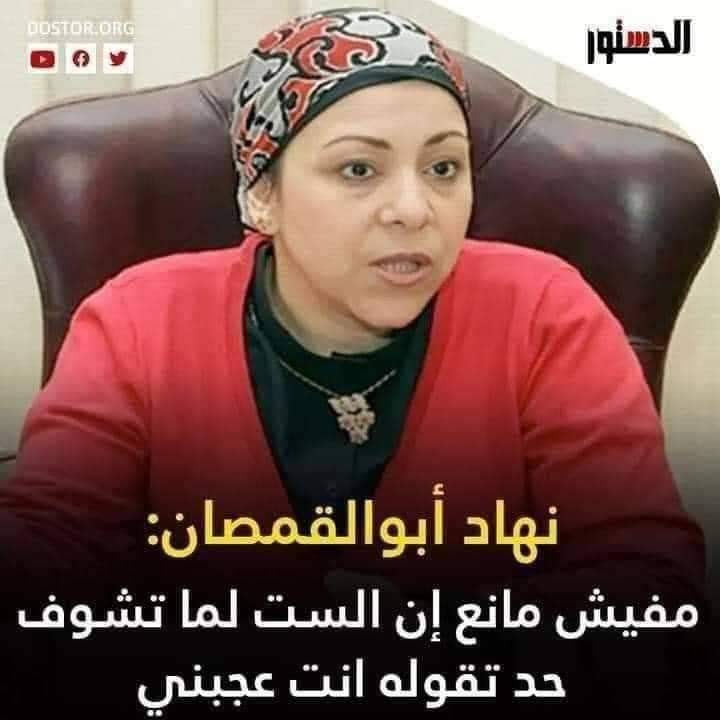 DOSTOR.ORG
الدستور
نهاد أبوالقمصان:
مفيش مانع إن الست لما تشوف
حد تقوله انت عجبني